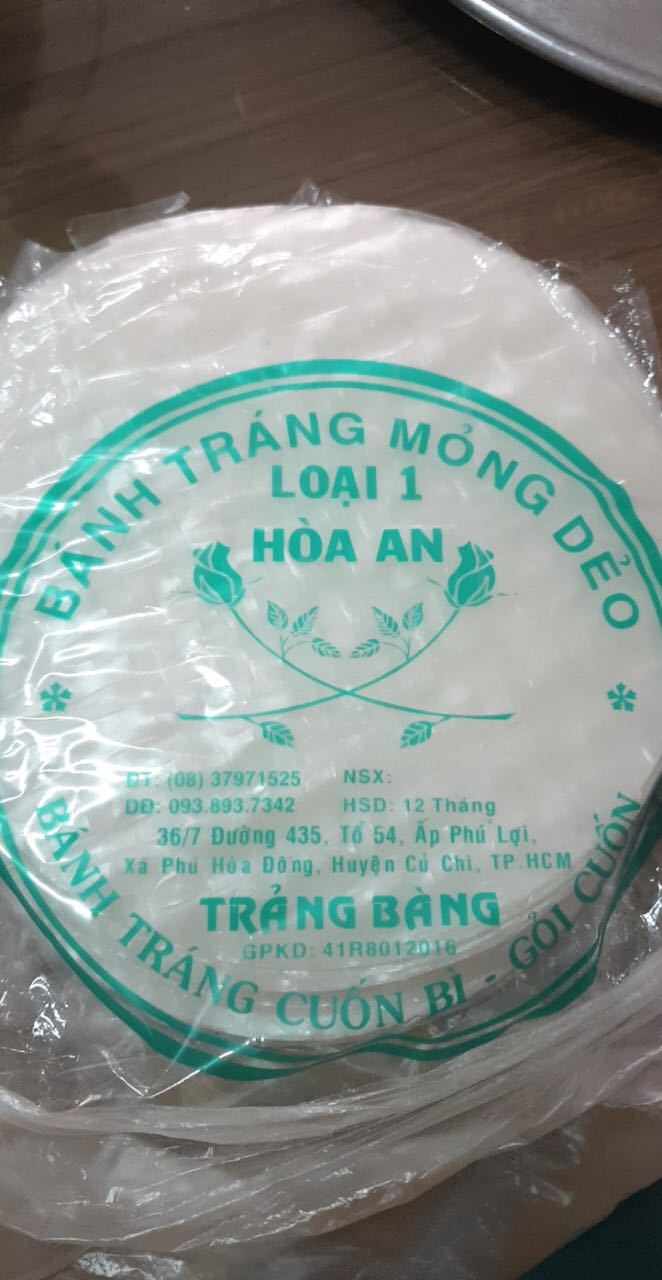 BÁNH TRÁNG MỎNG DẺO
LOẠI 1
HÒA AN
ĐT: (08) 37971525
NSX:
DĐ: 093.893.7342
HSD: 12 Tháng
36/7 Đường 435, Tổ 54, Ấp Phú Lợi,
Xã Phú Hòa Đông, Huyện Củ Chi, TP.HCM
TRẢNG BÀNG
GPKD: 41R8012016
BÁNH TRÁNG CUỐN BÌ - GỎI CUỐN